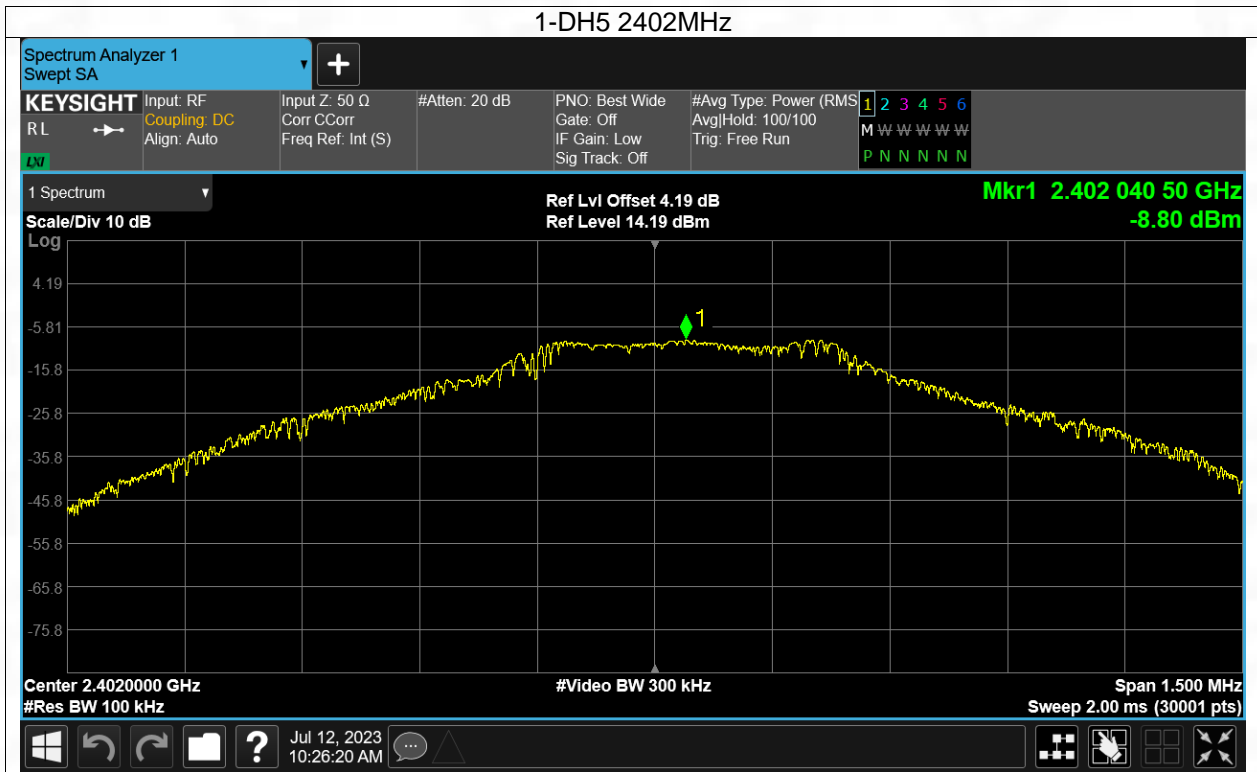 1-DH5 2402MHz
Spectrum Analyzer 1
Swept SA
KEYSIGHT
RL
LXI
Input: RF
Coupling: DC
Align: Auto
Input Z: 50 Ω
Corr CCorr
Freq Ref: Int (S)
#Atten: 20 dB
PNO: Best Wide
Gate: Off
IF Gain: Low
Sig Track: Off
#Avg Type: Power (RMS
Avg|Hold: 100/100
Trig: Free Run
1 2 3 4 5 6
M W W W W W
P N N N N N
1 Spectrum
Scale/Div 10 dB
Log
Ref Lvl Offset 4.19 dB
Ref Level 14.19 dBm
Mkr1 2.402 040 50 GHz
-8.80 dBm
4.19
-5.81
-15.8
-25.8
-35.8
-45.8
-55.8
-65.8
-75.8
1
Center 2.4020000 GHz
#Res BW 100 kHz
#Video BW 300 kHz
Span 1.500 MHz
Sweep 2.00 ms (30001 pts)
?
Jul 12, 2023
10:26:20 AM